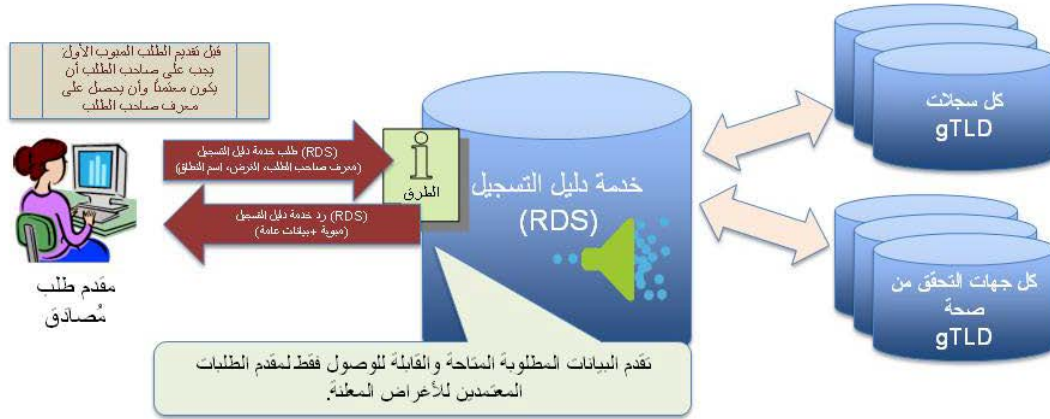 قبل تقديم الطلب المبوب الأول:
يجب على صاحب الطلب أن
يكون معتمدًا وأن يحصل على
معرف صاحب الطلب
(RDS) طلب خدمة دليل التسجيل
(معرف صاحب الطلب، الغرض، اسم النطاق)
(RDS) رد خدمة دليل التسجيل
(مبوبة +بيانات عامة)
مقدم طلب
مُصادَق
i
الطرق
خدمة دليل التسجيل
(RDS)
كل سجلات
gTLD
كل جهات التحقق من
صحة
gTLD
تقدم البيانات المطلوبة المتاحة والقابلة للوصول فقط لمقدم الطلبات
المعتمدين للأغراض المعلنة.